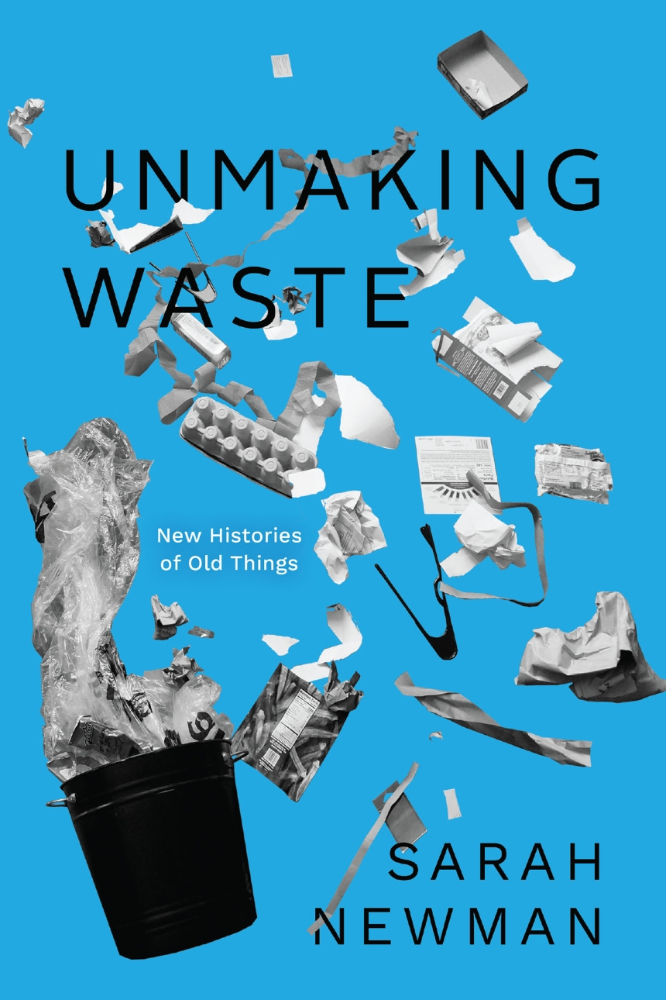 UNMAKING
WASTE
New Histories
of Old Things
SARAH
NEWMAN